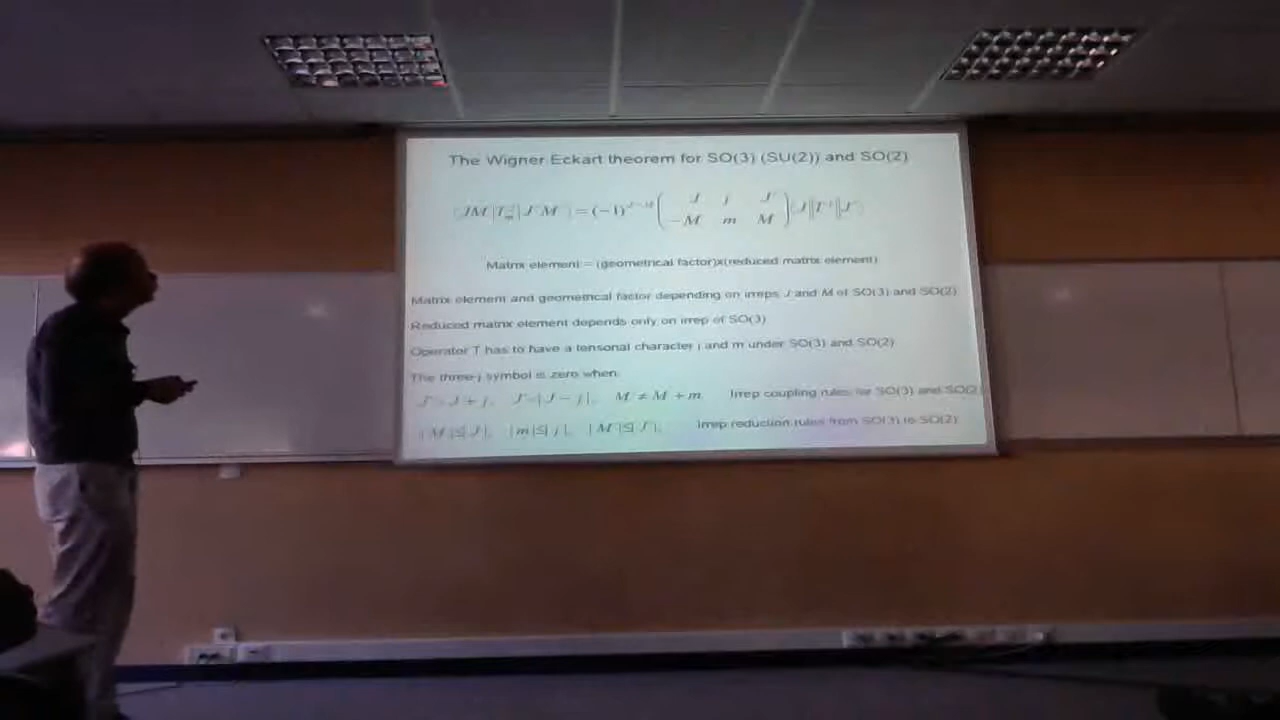 The Wigner Eckart theorem for SO(3) (SU(2)) and SO(2)
⟨JM|T^j_m|J M⟩ = (-1)^{J-M} ( J j J ; -M m M ) ⟨J||T^j||J⟩
Matrix element = (geometrical factor)x(reduced matrix element)
Matrix element and geometrical factor depending on irreps J and M of SO(3) and SO(2)
Reduced matrix element depends only on irrep of SO(3)
Operator T has to have a tensorial character j and m under SO(3) and SO(2)
The three-j symbol is zero when:
J > J + j, J < |J - j|, M ≠ M + m Irrep coupling rules for SO(3) and SO(2)
|M|≤|J|, |m|≤|j|, |M|≤|J|, Irrep reduction rules from SO(3) to SO(2)